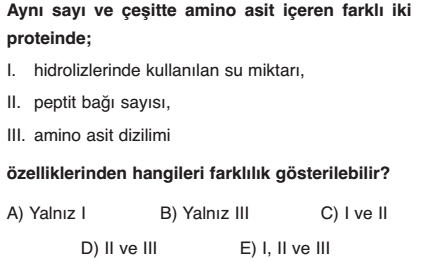 Aynı sayı ve çeşitte amino asit içeren farklı iki
proteinde;
I. hidrolizlerinde kullanılan su miktarı,
II. peptit bağı sayısı,
III. amino asit dizilimi
özelliklerinden hangileri farklılık gösterilebilir?
A) Yalnız I B) Yalnız III C) I ve II
D) II ve III E) I, II ve III